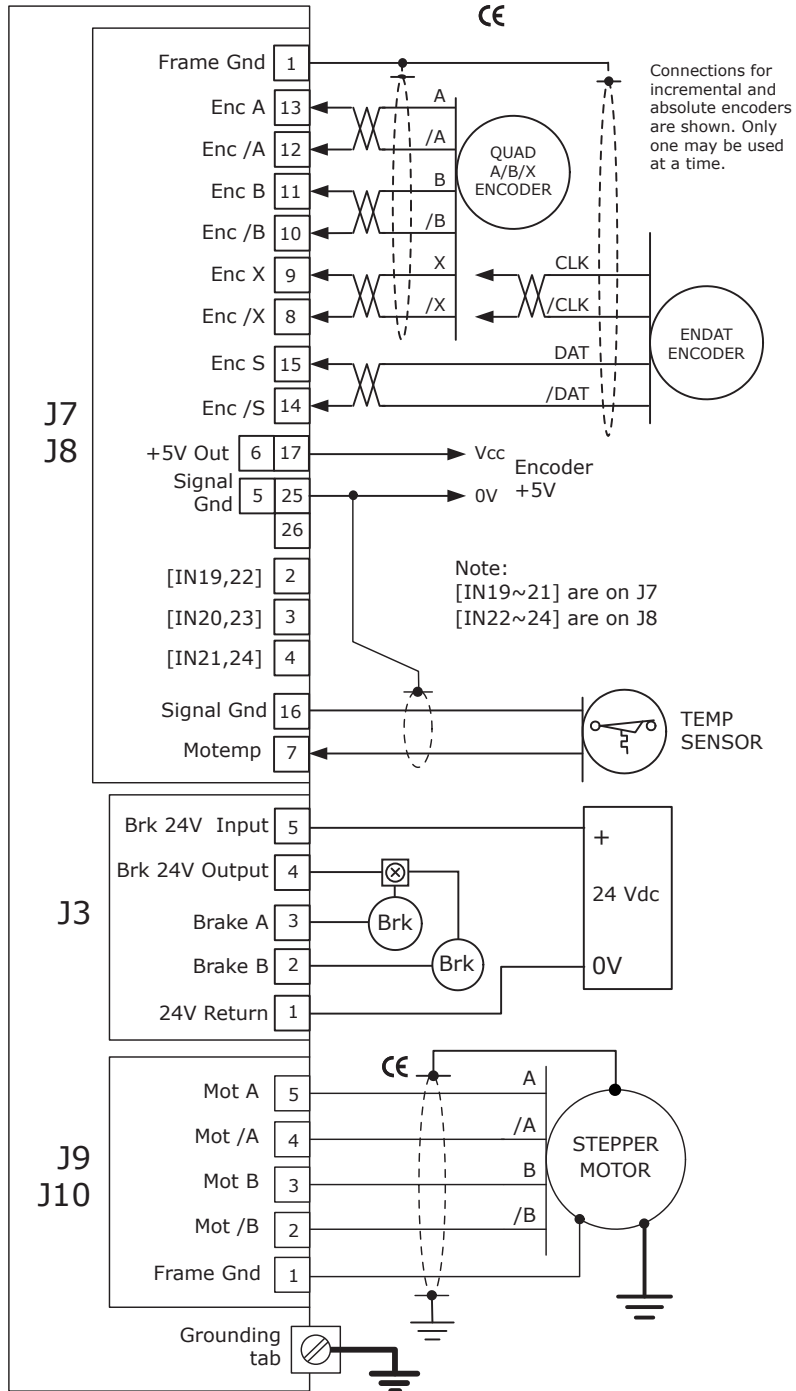 CE
Frame Gnd 1
Connections for
incremental and
absolute encoders
are shown. Only
one may be used
at a time.
Enc A 13 A
Enc /A 12 /A
QUAD
A/B/X
ENCODER
Enc B 11 B
Enc /B 10 /B
Enc X 9 X CLK
Enc /X 8 /X /CLK
ENDAT
ENCODER
Enc S 15 DAT
Enc /S 14 /DAT
J7
J8
+5V Out 6 17 Vcc
Signal
Gnd 5 25 0V
Encoder
+5V
26
[IN19,22] 2
[IN20,23] 3
[IN21,24] 4
Note:
[IN19~21] are on J7
[IN22~24] are on J8
Signal Gnd 16
Motemp 7
TEMP
SENSOR
J3
Brk 24V Input 5 +
Brk 24V Output 4
24 Vdc
Brake A 3 Brk
Brake B 2 Brk 0V
24V Return 1
CE
J9
J10
Mot A 5 A
Mot /A 4 /A
Mot B 3 B
Mot /B 2 /B
STEPPER
MOTOR
Frame Gnd 1
Grounding
tab